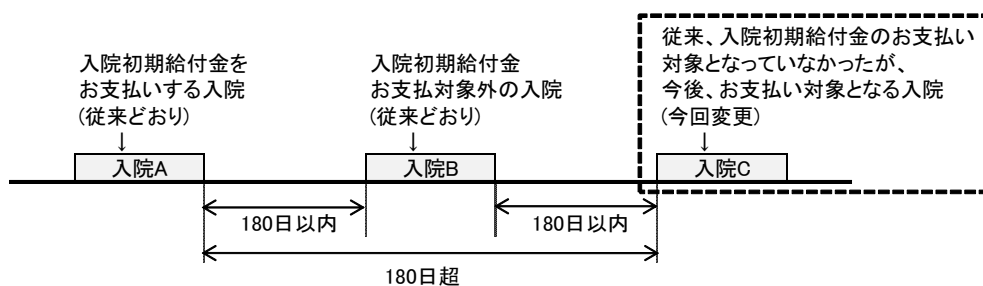 入院初期給付金を
お支払いする入院
(従来どおり)
↓
入院A
入院初期給付金
お支払対象外の入院
(従来どおり)
↓
入院B
従来、入院初期給付金のお支払い
対象となっていなかったが、
今後、お支払い対象となる入院
(今回変更)
↓
入院C
180日以内
180日以内
180日超